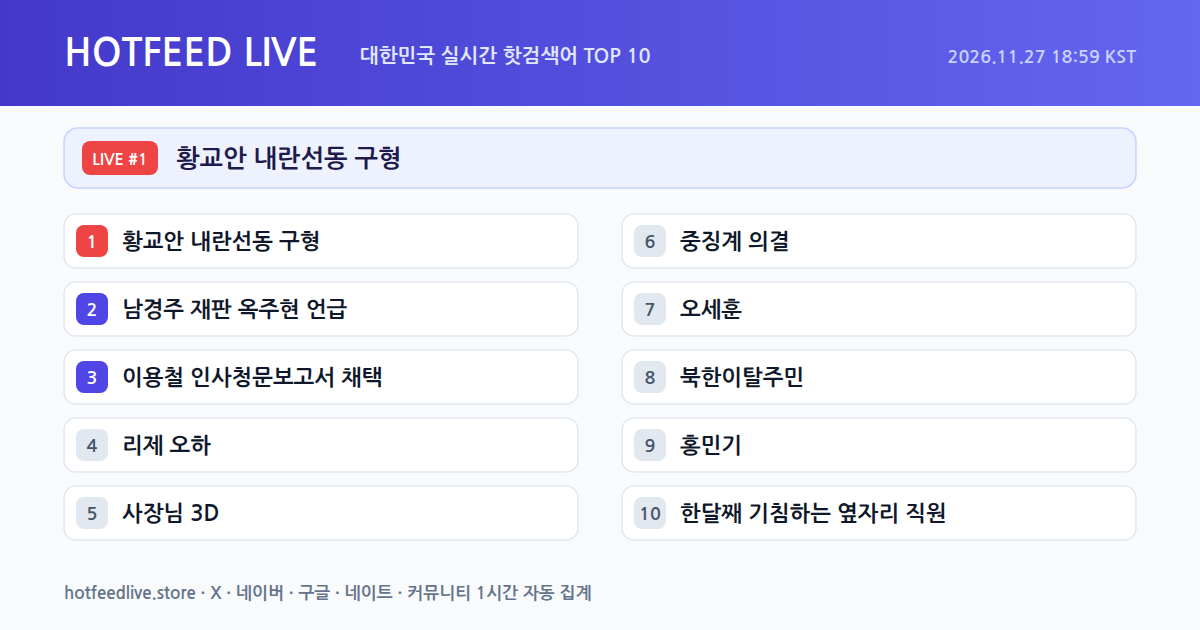 HOTFEED LIVE 대한민국 실시간 핫검색어 TOP 10 2026.11.27 18:59 KST
LIVE #1 황교안 내란선동 구형
1 황교안 내란선동 구형
2 남경주 재판 옥주현 언급
3 이용철 인사청문보고서 채택
4 리제 오하
5 사장님 3D
6 중징계 의결
7 오세훈
8 북한이탈주민
9 홍민기
10 한달째 기침하는 옆자리 직원
hotfeedlive.store · X · 네이버 · 구글 · 네이트 · 커뮤니티 1시간 자동 집계